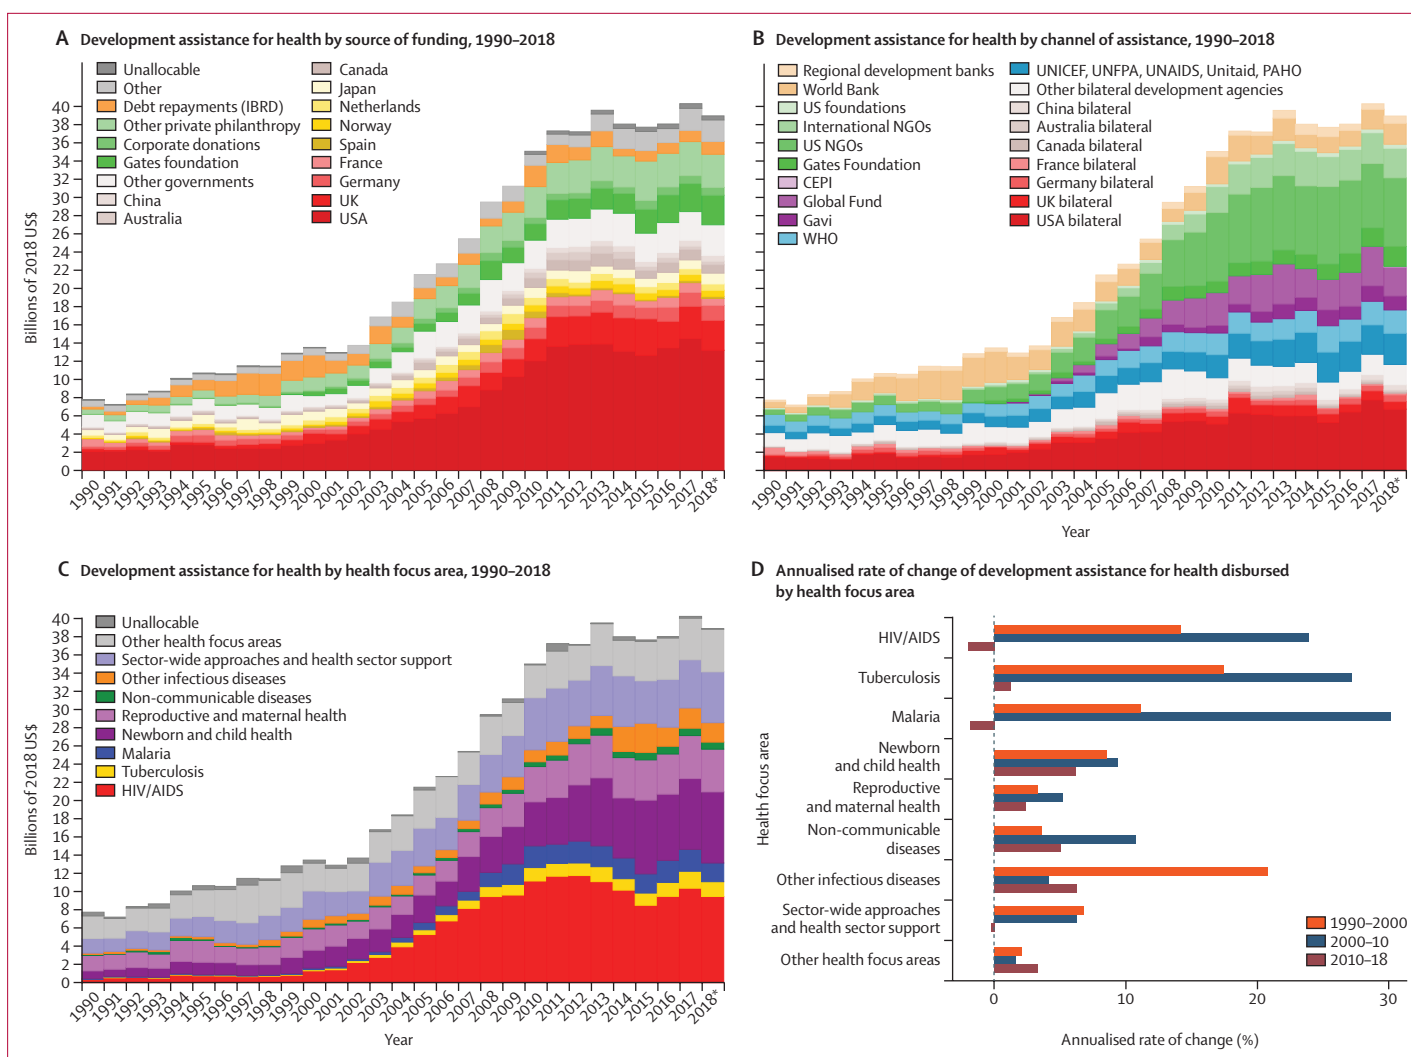 A Development assistance for health by source of funding, 1990–2018
Billions of 2018 US$
40
38
36
34
32
30
28
26
24
22
20
18
16
14
12
10
8
6
4
2
0
Unallocable
Other
Debt repayments (IBRD)
Other private philanthropy
Corporate donations
Gates foundation
Other governments
China
Australia
Canada
Japan
Netherlands
Norway
Spain
France
Germany
UK
USA
1990 1991 1992 1993 1994 1995 1996 1997 1998 1999 2000 2001 2002 2003 2004 2005 2006 2007 2008 2009 2010 2011 2012 2013 2014 2015 2016 2017 2018*
B Development assistance for health by channel of assistance, 1990–2018
Regional development banks
World Bank
US foundations
International NGOs
US NGOs
Gates Foundation
CEPI
Global Fund
Gavi
WHO
UNICEF, UNFPA, UNAIDS, Unitaid, PAHO
Other bilateral development agencies
China bilateral
Australia bilateral
Canada bilateral
France bilateral
Germany bilateral
UK bilateral
USA bilateral
1990 1991 1992 1993 1994 1995 1996 1997 1998 1999 2000 2001 2002 2003 2004 2005 2006 2007 2008 2009 2010 2011 2012 2013 2014 2015 2016 2017 2018*
Year
C Development assistance for health by health focus area, 1990–2018
Billions of 2018 US$
40
38
36
34
32
30
28
26
24
22
20
18
16
14
12
10
8
6
4
2
0
Unallocable
Other health focus areas
Sector-wide approaches and health sector support
Other infectious diseases
Non-communicable diseases
Reproductive and maternal health
Newborn and child health
Malaria
Tuberculosis
HIV/AIDS
1990 1991 1992 1993 1994 1995 1996 1997 1998 1999 2000 2001 2002 2003 2004 2005 2006 2007 2008 2009 2010 2011 2012 2013 2014 2015 2016 2017 2018*
Year
D Annualised rate of change of development assistance for health disbursed
by health focus area
Health focus area
HIV/AIDS
Tuberculosis
Malaria
Newborn
and child health
Reproductive
and maternal health
Non-communicable
diseases
Other infectious diseases
Sector-wide approaches
and health sector support
Other health focus areas
1990–2000
2000–10
2010–18
0 10 20 30
Annualised rate of change (%)